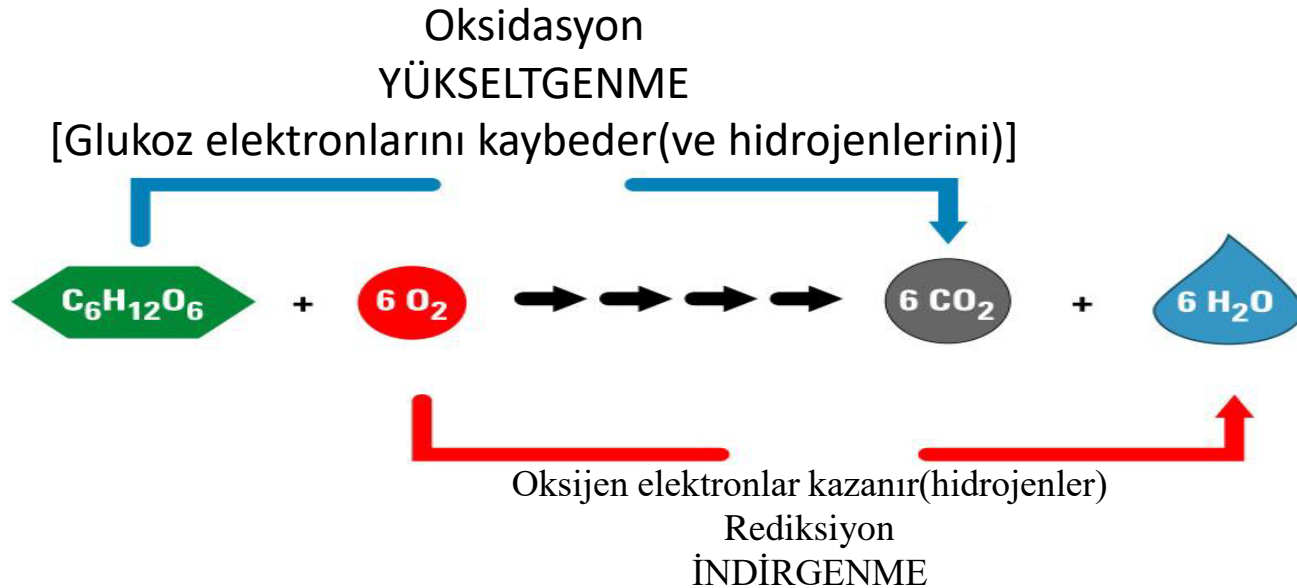 Oksidasyon
YÜKSELTGENME
[Glukoz elektronlarını kaybeder(ve hidrojenlerini)]
C₆H₁₂O₆ + 6 O₂ 6 CO₂ + 6 H₂O
Oksijen elektronlar kazanır(hidrojenler)
Rediksiyon
İNDİRGENME